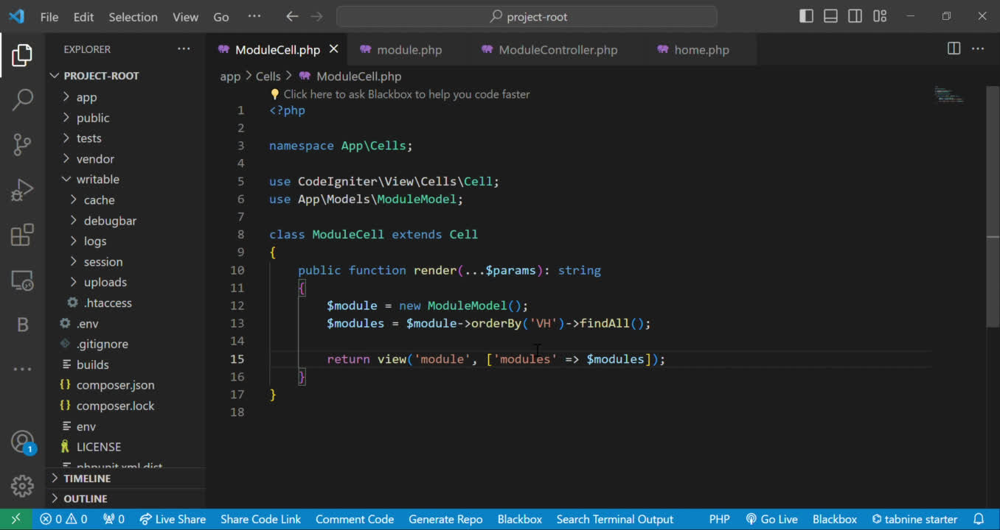 File Edit Selection View Go ··· project-root
EXPLORER ···
PROJECT-ROOT
app
public
tests
vendor
writable
cache
debugbar
logs
session
uploads
.htaccess
.env
.gitignore
builds
composer.json
composer.lock
env
LICENSE
phpunit.xml.dist
TIMELINE
OUTLINE
B
1
ModuleCell.php module.php ModuleController.php home.php
app > Cells > ModuleCell.php
Click here to ask Blackbox to help you code faster
1 <?php
2
3 namespace App\Cells;
4
5 use CodeIgniter\View\Cells\Cell;
6 use App\Models\ModuleModel;
7
8 class ModuleCell extends Cell
9 {
10 public function render(...$params): string
11 {
12 $module = new ModuleModel();
13 $modules = $module->orderBy('VH')->findAll();
14
15 return view('module', ['modules' => $modules]);
16 }
17 }
18
0 0 0 Live Share Share Code Link Comment Code Generate Repo Blackbox Search Terminal Output PHP Go Live Blackbox tabnine starter